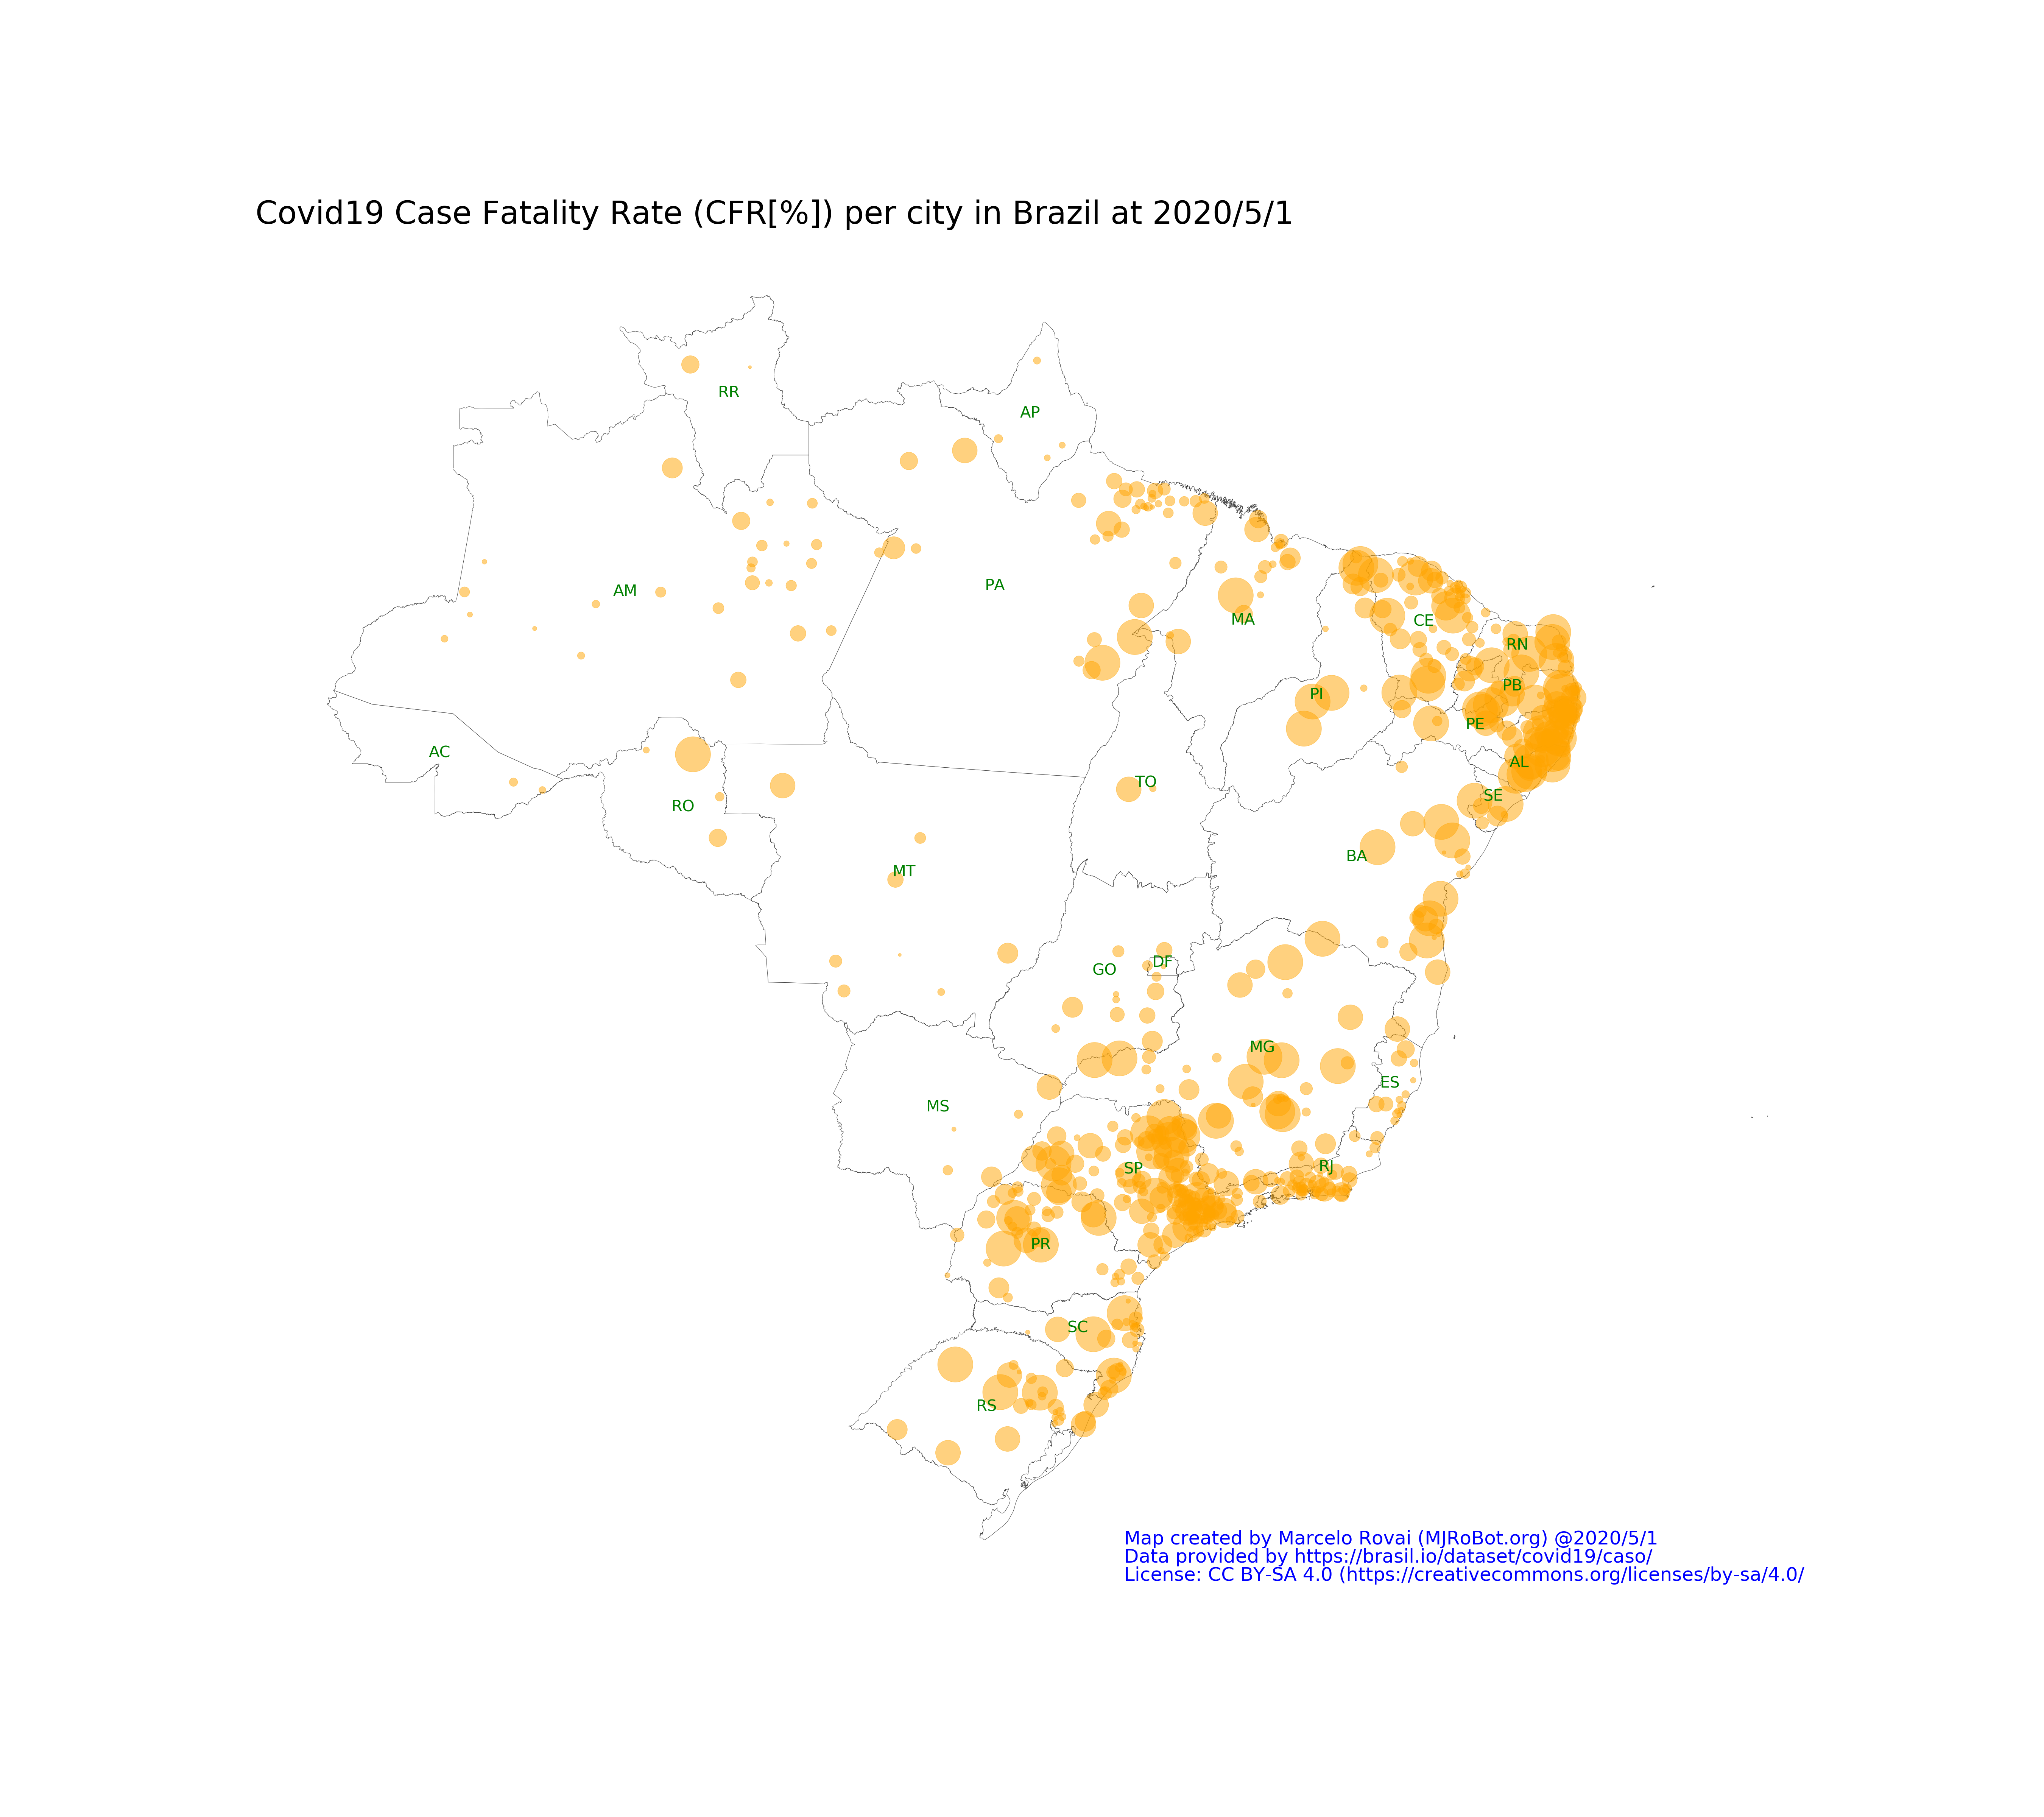 Covid19 Case Fatality Rate (CFR[%]) per city in Brazil at 2020/5/1
RR
AP
AM
PA
MA
CE
RN
PB
PI
PE
AC
AL
TO
SE
RO
BA
MT
DF
GO
MG
ES
MS
SP
RJ
PR
SC
RS
Map created by Marcelo Rovai (MJRoBot.org) @2020/5/1
Data provided by https://brasil.io/dataset/covid19/caso/
License: CC BY-SA 4.0 (https://creativecommons.org/licenses/by-sa/4.0/